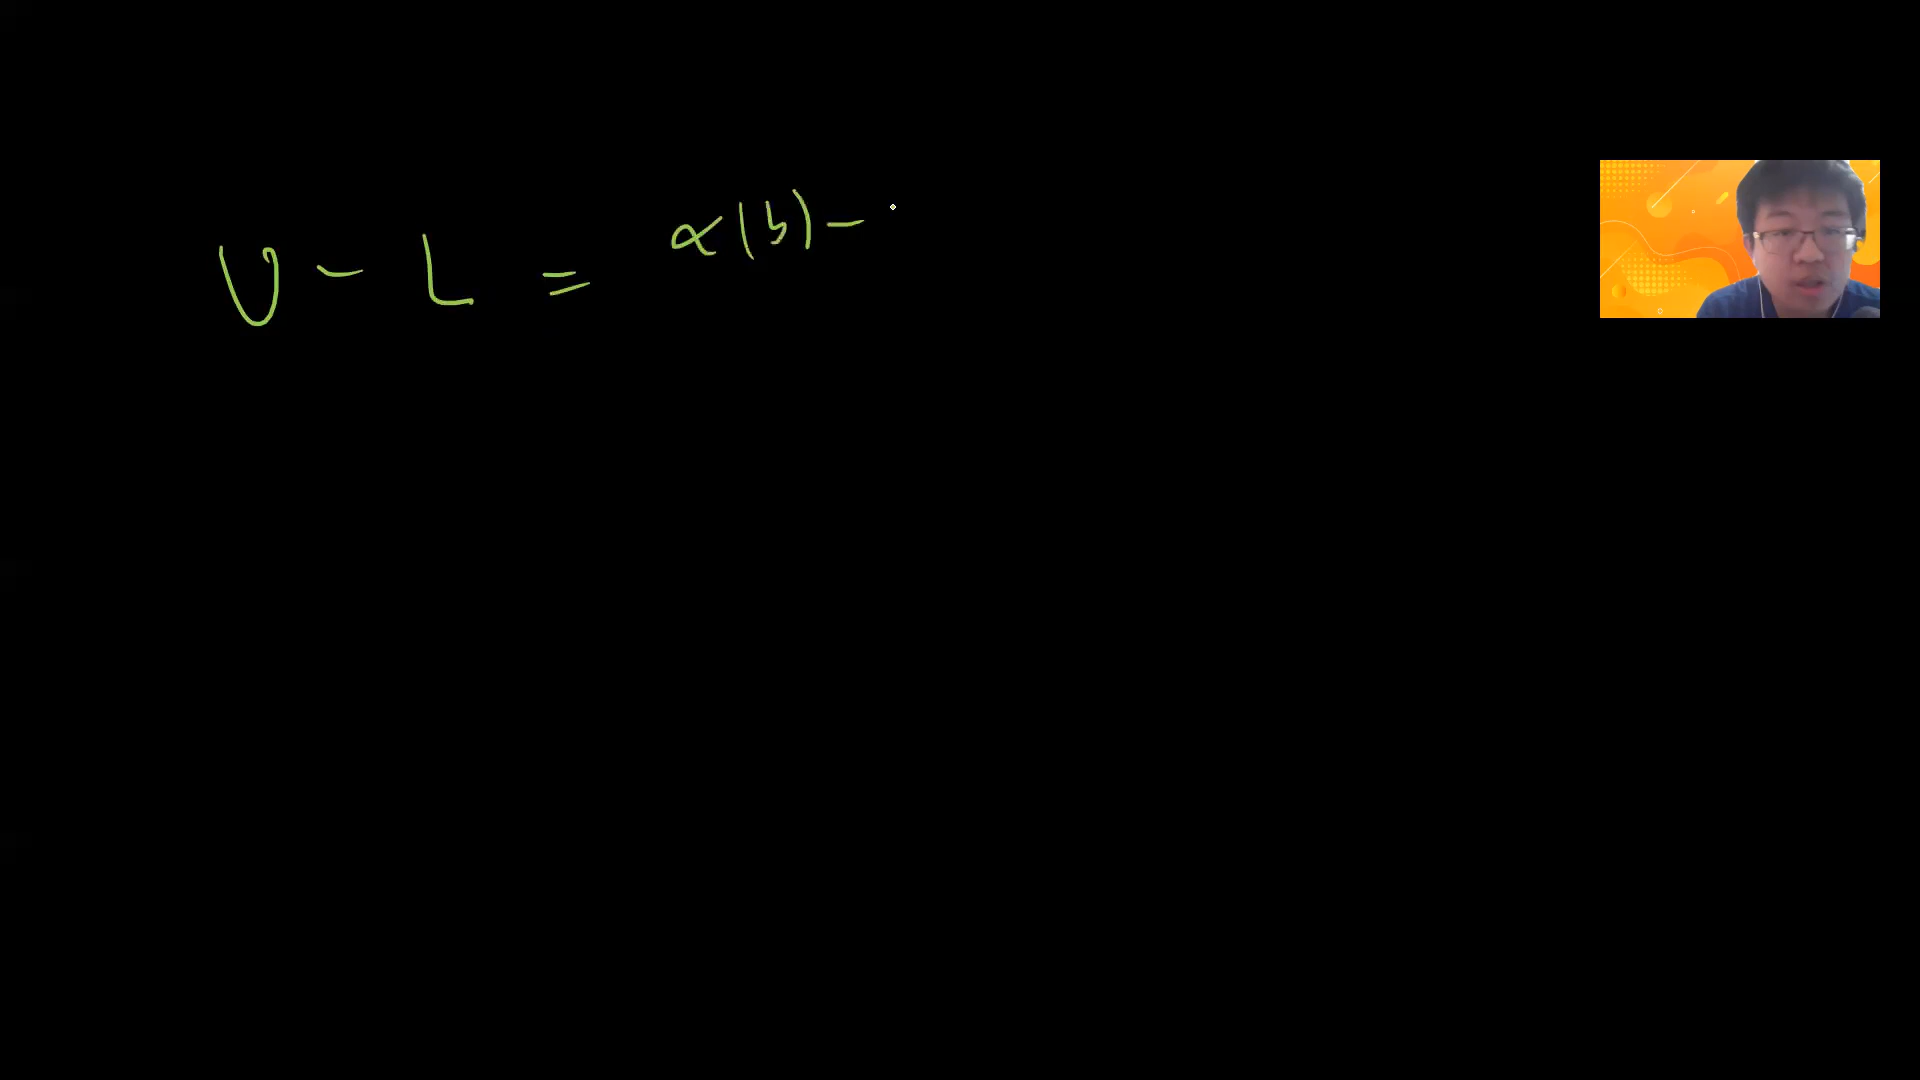 U - L = α(b) -